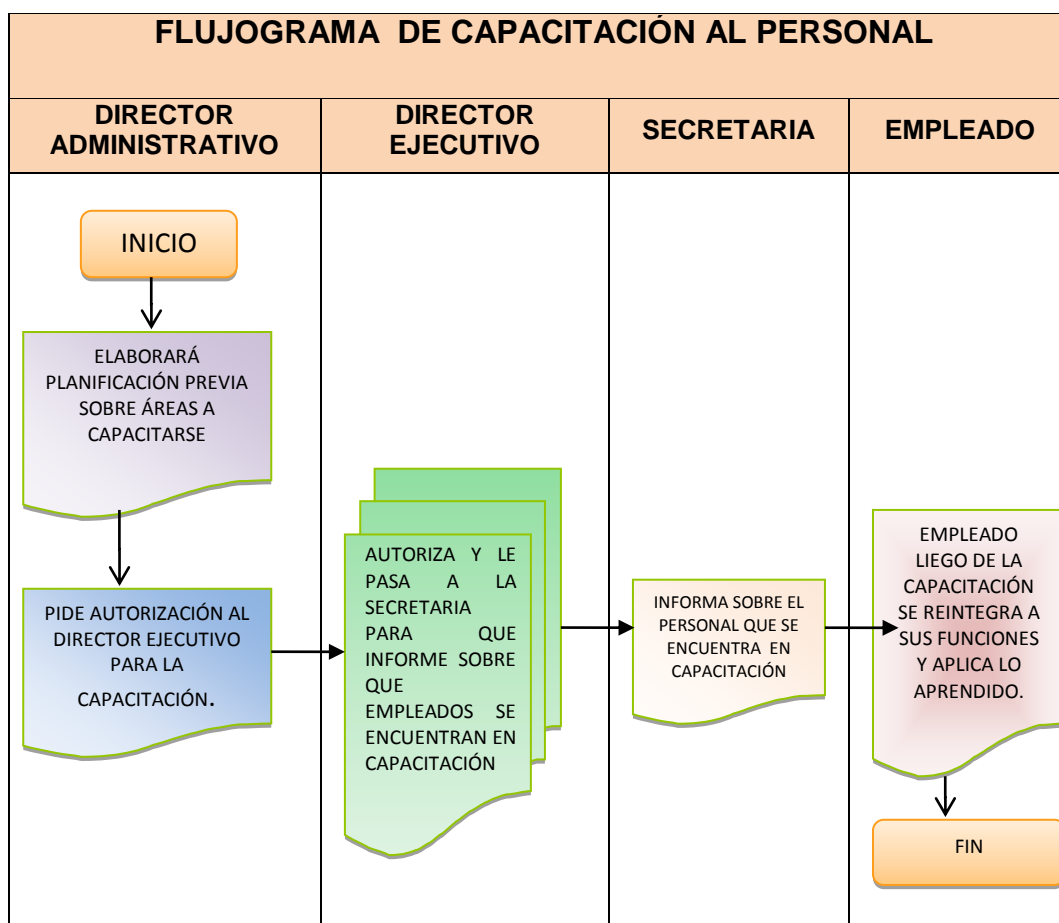 FLUJOGRAMA DE CAPACITACIÓN AL PERSONAL
DIRECTOR
ADMINISTRATIVO
DIRECTOR
EJECUTIVO
SECRETARIA
EMPLEADO
INICIO
ELABORARÁ
PLANIFICACIÓN PREVIA
SOBRE ÁREAS A
CAPACITARSE
PIDE AUTORIZACIÓN AL
DIRECTOR EJECUTIVO
PARA LA
CAPACITACIÓN.
AUTORIZA Y LE
PASA A LA
SECRETARIA
PARA QUE
INFORME SOBRE
QUE
EMPLEADOS SE
ENCUENTRAN EN
CAPACITACIÓN
INFORMA SOBRE EL
PERSONAL QUE SE
ENCUENTRA EN
CAPACITACIÓN
EMPLEADO
LIEGO DE LA
CAPACITACIÓN
SE REINTEGRA A
SUS FUNCIONES
Y APLICA LO
APRENDIDO.
FIN